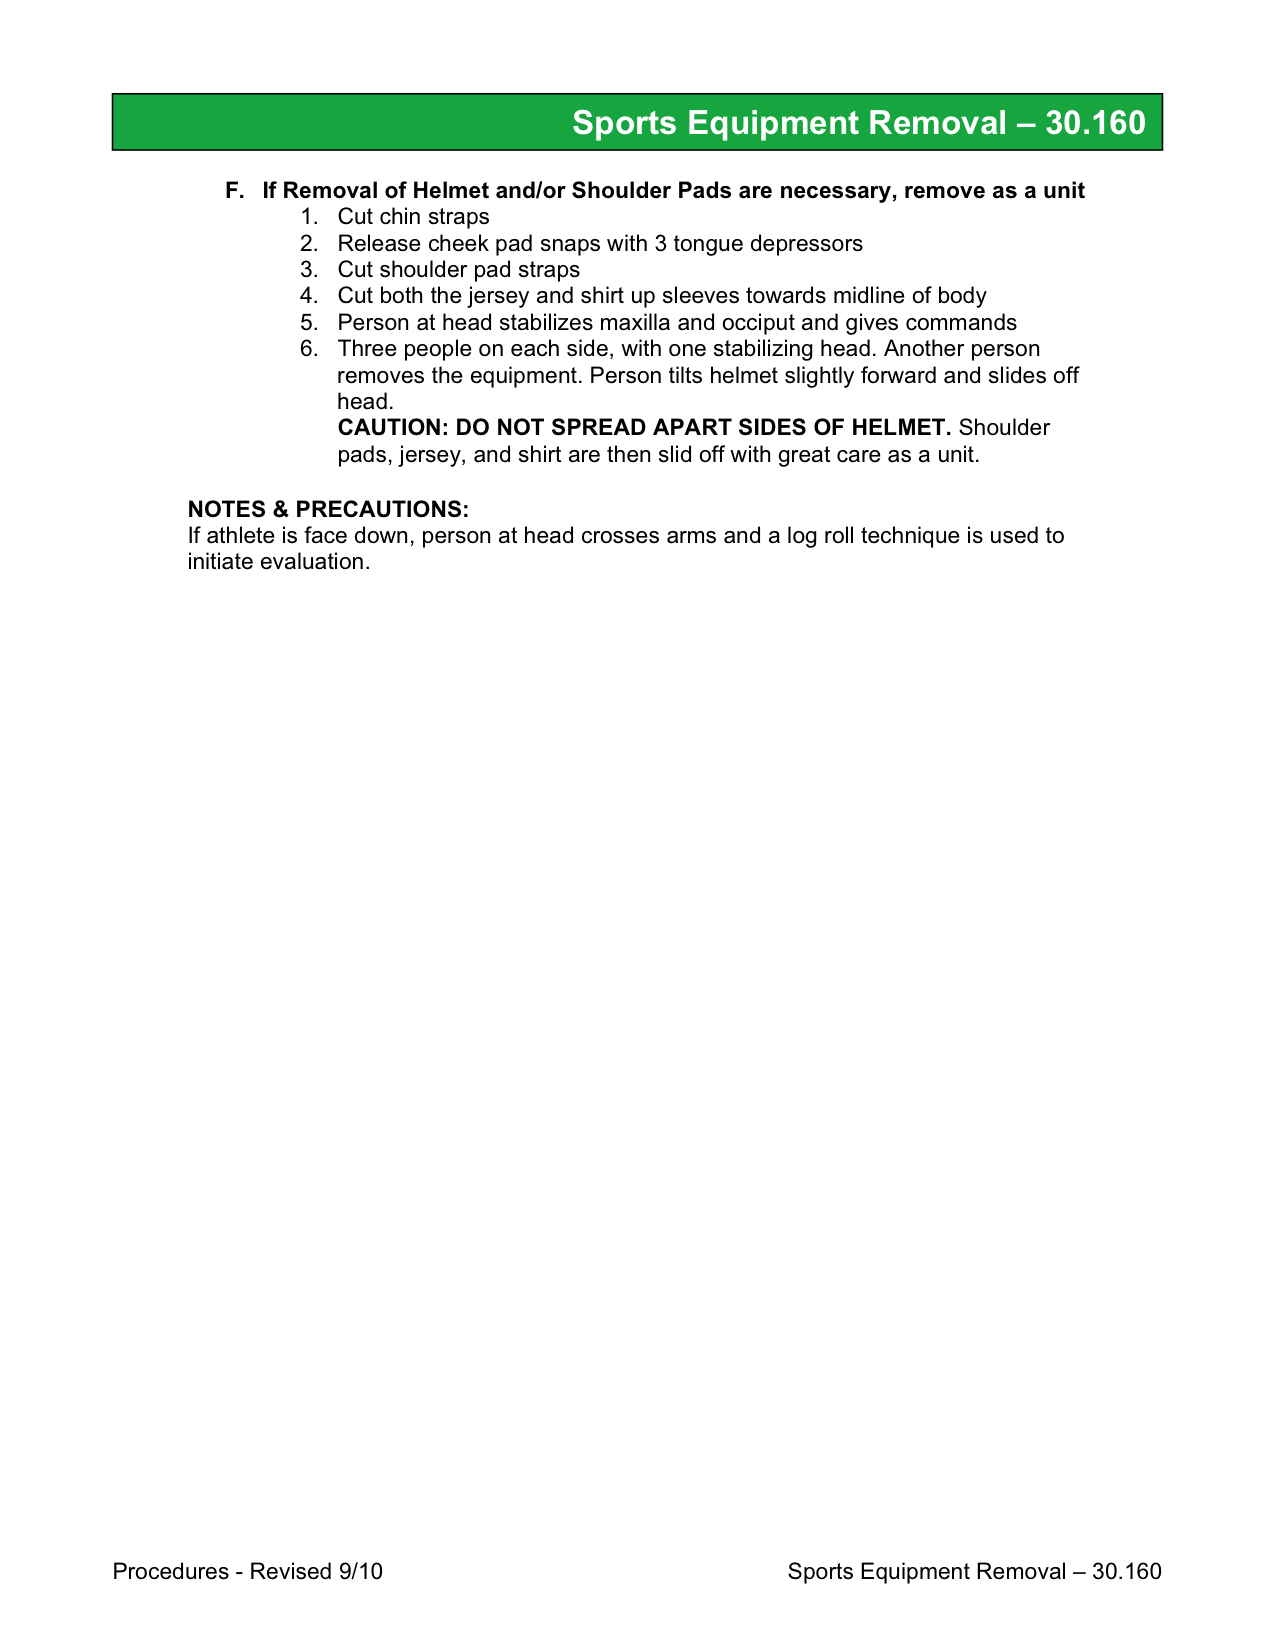 Sports Equipment Removal – 30.160
F. If Removal of Helmet and/or Shoulder Pads are necessary, remove as a unit
1. Cut chin straps
2. Release cheek pad snaps with 3 tongue depressors
3. Cut shoulder pad straps
4. Cut both the jersey and shirt up sleeves towards midline of body
5. Person at head stabilizes maxilla and occiput and gives commands
6. Three people on each side, with one stabilizing head. Another person
removes the equipment. Person tilts helmet slightly forward and slides off
head.
CAUTION: DO NOT SPREAD APART SIDES OF HELMET. Shoulder
pads, jersey, and shirt are then slid off with great care as a unit.
NOTES & PRECAUTIONS:
If athlete is face down, person at head crosses arms and a log roll technique is used to
initiate evaluation.
Procedures - Revised 9/10 Sports Equipment Removal – 30.160